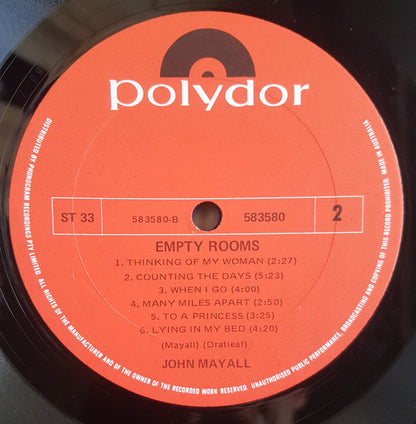 polydor
ST 33
583580-B
583580
2
EMPTY ROOMS
1. THINKING OF MY WOMAN (2:27)
2. COUNTING THE DAYS (5:23)
3. WHEN I GO (4:00)
4. MANY MILES APART (2:50)
5. TO A PRINCESS (3:25)
6. LYING IN MY BED (4:20)
(Mayall) (Dratleaf)
JOHN MAYALL
DISTRIBUTED BY PHONOGRAM RECORDINGS PTY LIMITED ALL RIGHTS OF THE MANUFACTURER AND OF THE OWNER OF THE RECORDED WORK RESERVED. UNAUTHORISED PUBLIC PERFORMANCE, BROADCASTING AND COPYING OF THIS RECORD PROHIBITED. MADE IN AUSTRALIA